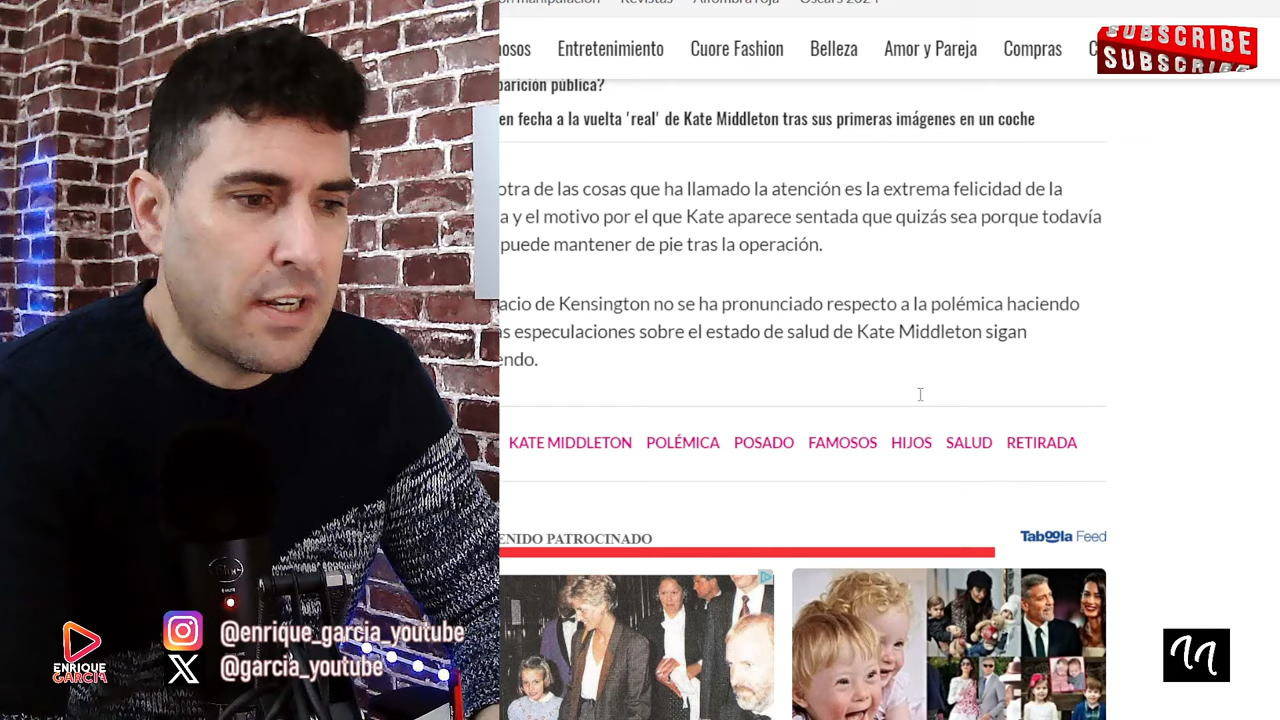 Revistas
Oscars 2024
Entretenimiento Cuore Fashion Belleza Amor y Pareja Compras
SUBSCRIBE
SUBSCRIBE
parición pública?
en fecha a la vuelta 'real' de Kate Middleton tras sus primeras imágenes en un coche
otra de las cosas que ha llamado la atención es la extrema felicidad de la
a y el motivo por el que Kate aparece sentada que quizás sea porque todavía
puede mantener de pie tras la operación.
acio de Kensington no se ha pronunciado respecto a la polémica haciendo
as especulaciones sobre el estado de salud de Kate Middleton sigan
endo.
KATE MIDDLETON POLÉMICA POSADO FAMOSOS HIJOS SALUD RETIRADA
ENIDO PATROCINADO
Taboola Feed
@enrique_garcia_youtube
@garcia_youtube
ENRIQUE
GARCIA